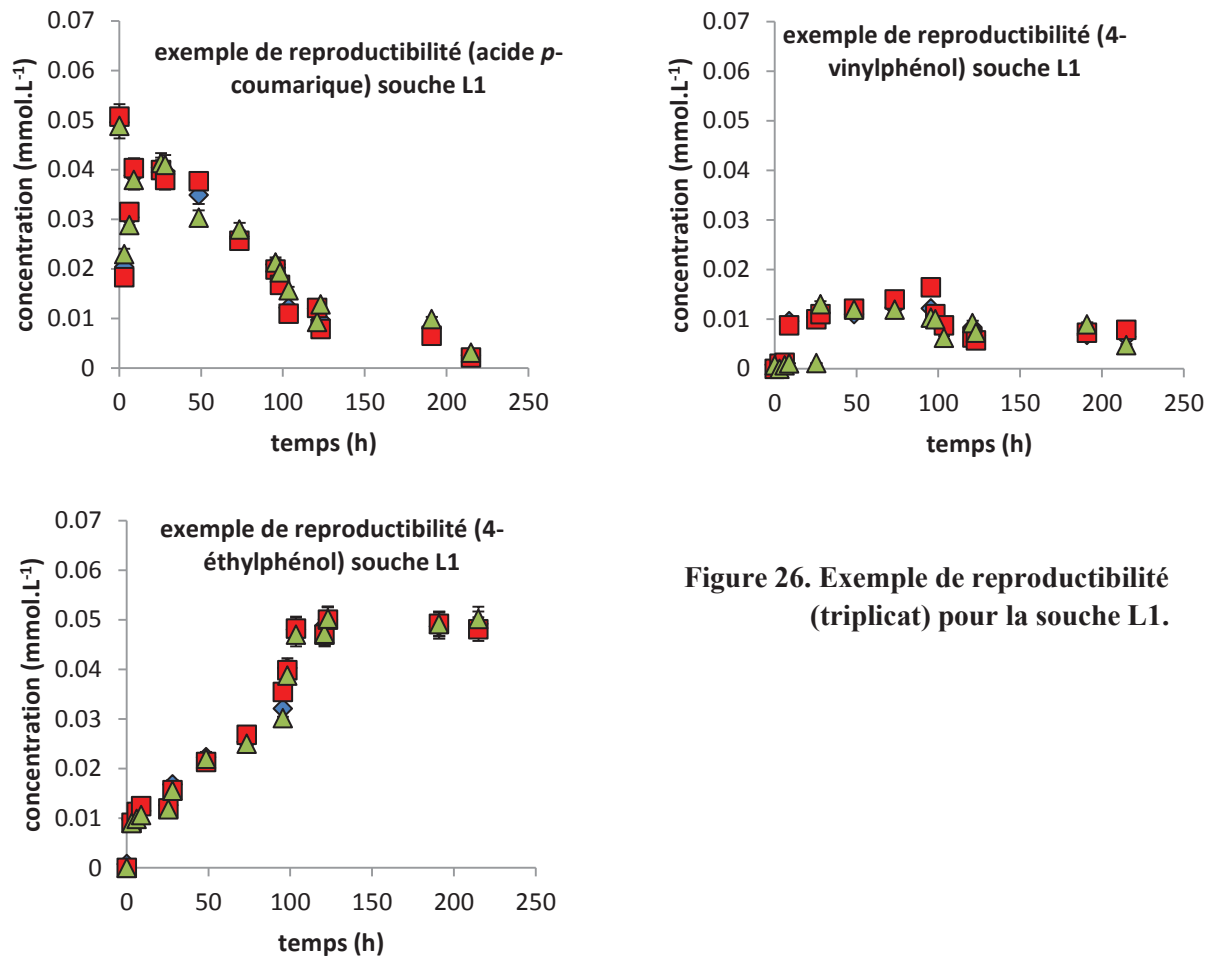 exemple de reproductibilité (acide p-
coumarique) souche L1
concentration (mmol.L-1)
0.07
0.06
0.05
0.04
0.03
0.02
0.01
0
0 50 100 150 200 250
temps (h)
exemple de reproductibilité (4-
vinylphénol) souche L1
concentration (mmol.L-1)
0.07
0.06
0.05
0.04
0.03
0.02
0.01
0
0 50 100 150 200 250
temps (h)
exemple de reproductibilité (4-
éthylphénol) souche L1
concentration (mmol.L-1)
0.07
0.06
0.05
0.04
0.03
0.02
0.01
0
0 50 100 150 200 250
temps (h)
Figure 26. Exemple de reproductibilité
(triplicat) pour la souche L1.